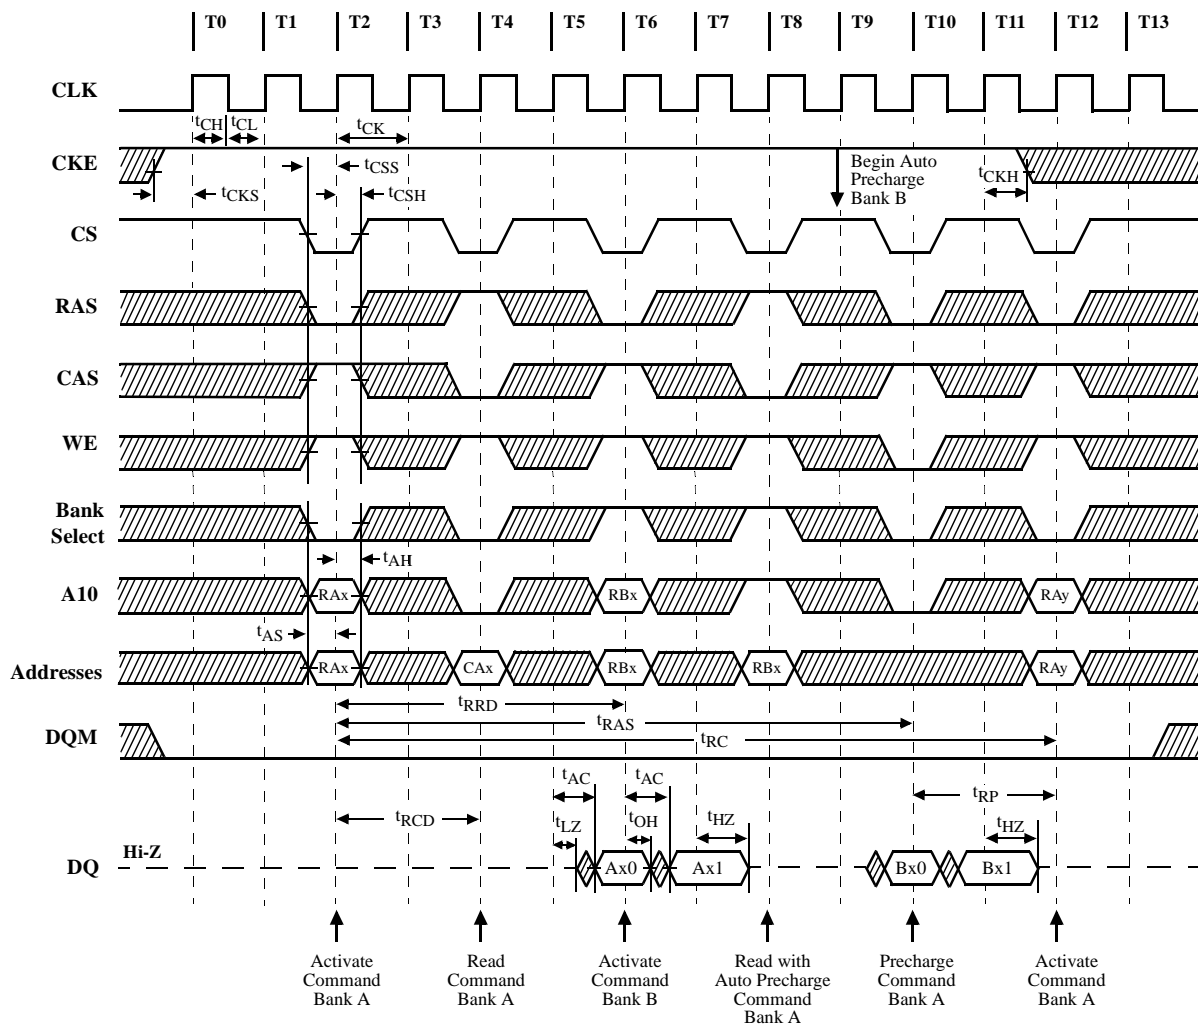 T0 T1 T2 T3 T4 T5 T6 T7 T8 T9 T10 T11 T12 T13
CLK
tCH tCL tCK
CKE
tCKS
tCSS
tCSH
Begin Auto
Precharge
Bank B
tCKH
CS
RAS
CAS
WE
Bank
Select
tAH
A10 RAx RBx RAy
tAS
Addresses RAx CAx RBx RBx RAy
tRRD
tRAS
tRC
DQM
tAC tAC
tRP
tRCD
tLZ tOH tHZ tHZ
Hi-Z
DQ Ax0 Ax1 Bx0 Bx1
Activate
Command
Bank A
Read
Command
Bank A
Activate
Command
Bank B
Read with
Auto Precharge
Command
Bank A
Precharge
Command
Bank A
Activate
Command
Bank A